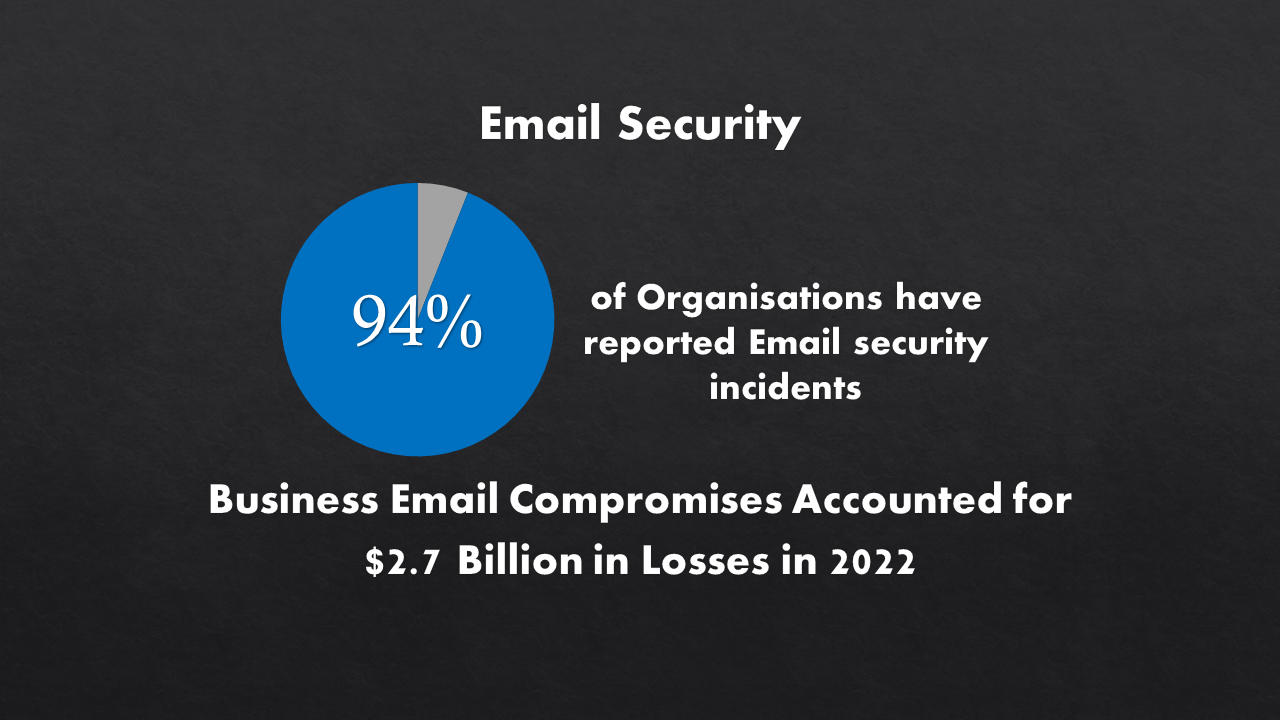 Email Security
94%
of Organisations have
reported Email security
incidents
Business Email Compromises Accounted for
$2.7 Billion in Losses in 2022